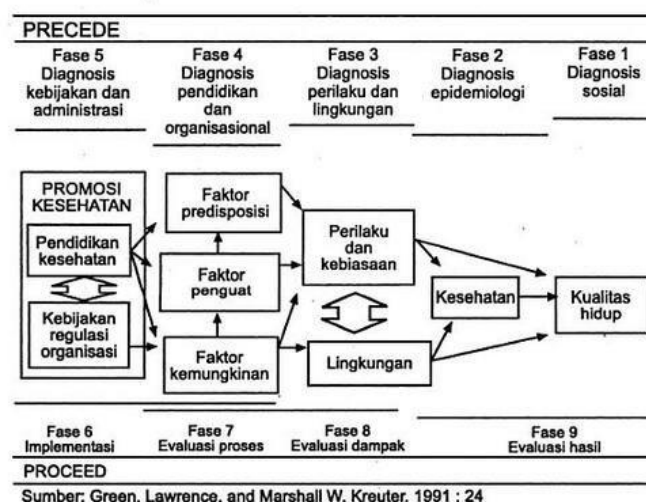 PRECEDE
Fase 5
Diagnosis
kebijakan dan
administrasi
Fase 4
Diagnosis
pendidikan
dan
organisasional
Fase 3
Diagnosis
perilaku dan
lingkungan
Fase 2
Diagnosis
epidemiologi
Fase 1
Diagnosis
sosial
PROMOSI
KESEHATAN
Pendidikan
kesehatan
Kebijakan
regulasi
organisasi
Faktor
predisposisi
Faktor
penguat
Faktor
kemungkinan
Perilaku
dan
kebiasaan
Lingkungan
Kesehatan
Kualitas
hidup
Fase 6
Implementasi
Fase 7
Evaluasi proses
Fase 8
Evaluasi dampak
Fase 9
Evaluasi hasil
PROCEED
Sumber: Green, Lawrence, and Marshall W. Kreuter, 1991 : 24